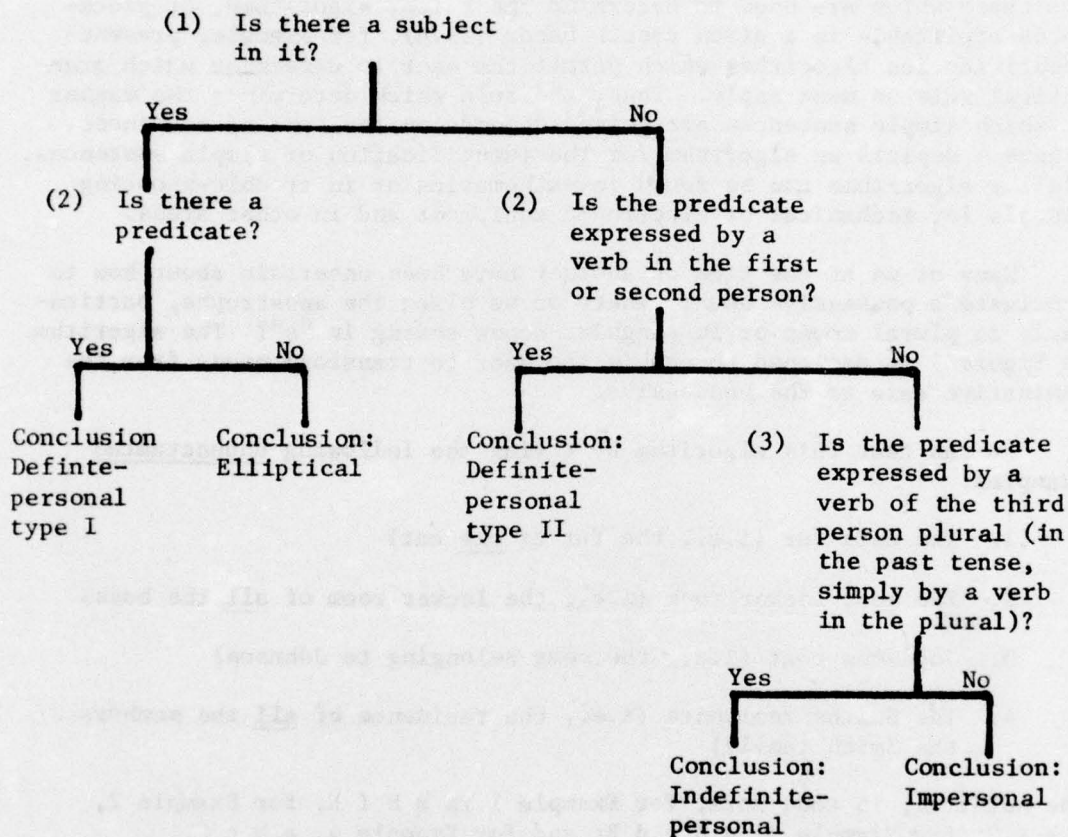 (1) Is there a subject
in it?
Yes
No
(2) Is there a
predicate?
(2) Is the predicate
expressed by a
verb in the first
or second person?
Yes
No
Yes
No
Conclusion
Definte-
personal
type I
Conclusion:
Elliptical
Conclusion:
Definite-
personal
type II
(3) Is the predicate
expressed by a
verb of the third
person plural (in
the past tense,
simply by a verb
in the plural)?
Yes
No
Conclusion:
Indefinite-
personal
Conclusion:
Impersonal